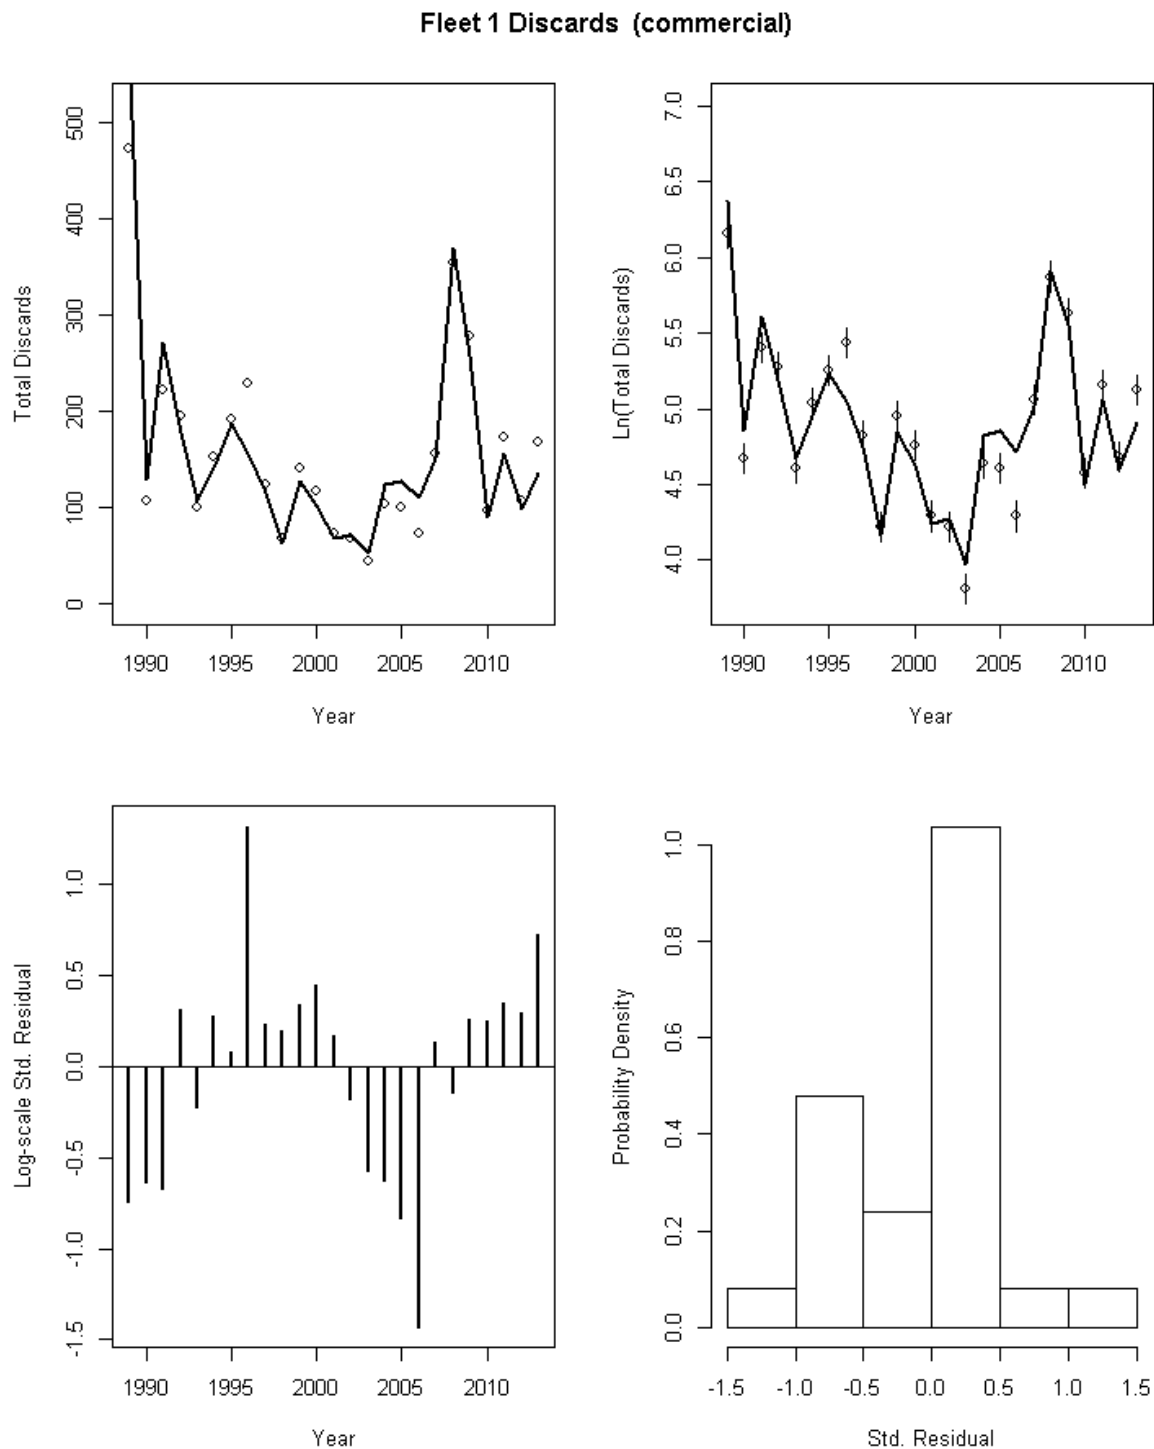 Fleet 1 Discards (commercial)
Total Discards
500
400
300
200
100
0
1990 1995 2000 2005 2010
Year
Ln(Total Discards)
7.0
6.5
6.0
5.5
5.0
4.5
4.0
1990 1995 2000 2005 2010
Year
Log-scale Std. Residual
1.0
0.5
0.0
-0.5
-1.0
-1.5
1990 1995 2000 2005 2010
Year
Probability Density
1.0
0.8
0.6
0.4
0.2
0.0
-1.5 -1.0 -0.5 0.0 0.5 1.0 1.5
Std. Residual